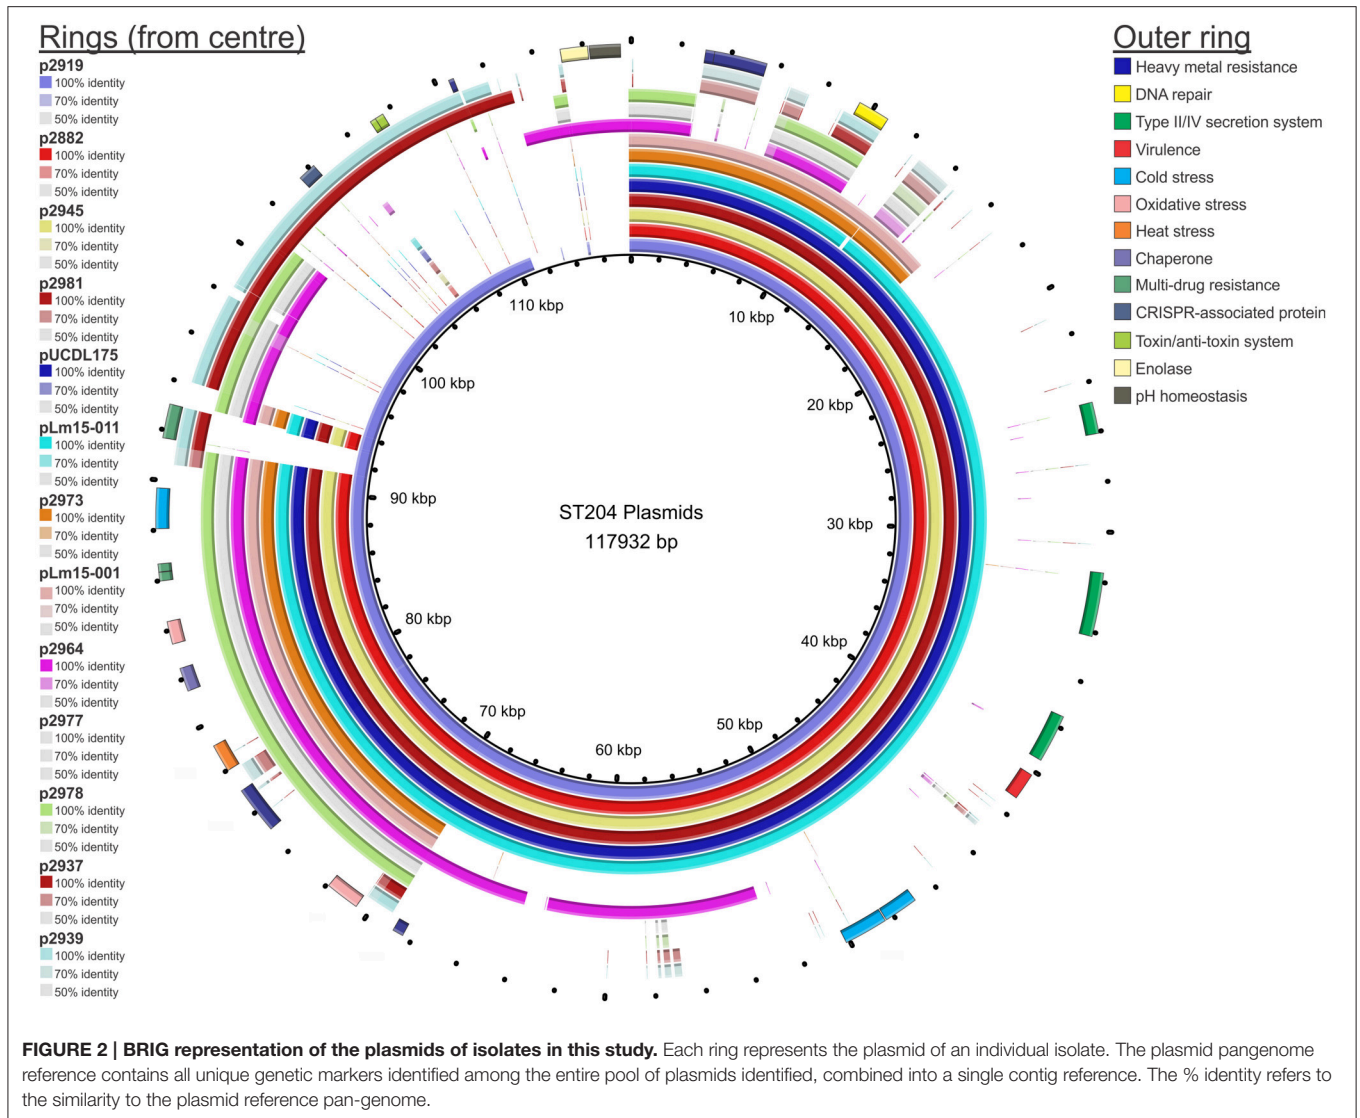 Rings (from centre)
p2919
100% identity
70% identity
50% identity
p2882
100% identity
70% identity
50% identity
p2945
100% identity
70% identity
50% identity
p2981
100% identity
70% identity
50% identity
pUCDL175
100% identity
70% identity
50% identity
pLm15-011
100% identity
70% identity
50% identity
p2973
100% identity
70% identity
50% identity
pLm15-001
100% identity
70% identity
50% identity
p2964
100% identity
70% identity
50% identity
p2977
100% identity
70% identity
50% identity
p2978
100% identity
70% identity
50% identity
p2937
100% identity
70% identity
50% identity
p2939
100% identity
70% identity
50% identity
10 kbp
20 kbp
30 kbp
40 kbp
50 kbp
60 kbp
70 kbp
80 kbp
90 kbp
100 kbp
110 kbp
ST204 Plasmids
117932 bp
Outer ring
Heavy metal resistance
DNA repair
Type II/IV secretion system
Virulence
Cold stress
Oxidative stress
Heat stress
Chaperone
Multi-drug resistance
CRISPR-associated protein
Toxin/anti-toxin system
Enolase
pH homeostasis
FIGURE 2 | BRIG representation of the plasmids of isolates in this study. Each ring represents the plasmid of an individual isolate. The plasmid pangenome
reference contains all unique genetic markers identified among the entire pool of plasmids identified, combined into a single contig reference. The % identity refers to
the similarity to the plasmid reference pan-genome.